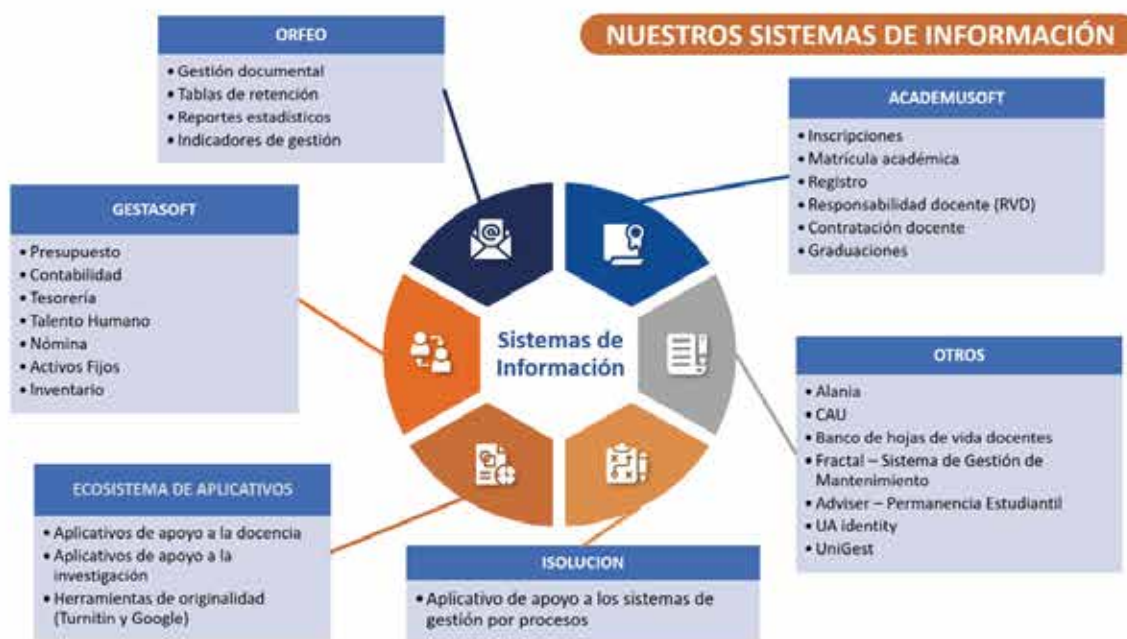 NUESTROS SISTEMAS DE INFORMACIÓN
ORFEO
• Gestión documental
• Tablas de retención
• Reportes estadísticos
• Indicadores de gestión
ACADEMUSOFT
• Inscripciones
• Matrícula académica
• Registro
• Responsabilidad docente (RVD)
• Contratación docente
• Graduaciones
GESTASOFT
• Presupuesto
• Contabilidad
• Tesorería
• Talento Humano
• Nómina
• Activos Fijos
• Inventario
Sistemas de
Información
OTROS
• Alania
• CAU
• Banco de hojas de vida docentes
• Fractal – Sistema de Gestión de
Mantenimiento
• Adviser – Permanencia Estudiantil
• UA identity
• UniGest
ECOSISTEMA DE APLICATIVOS
• Aplicativos de apoyo a la docencia
• Aplicativos de apoyo a la
investigación
• Herramientas de originalidad
(Turnitin y Google)
ISOLUCION
• Aplicativo de apoyo a los sistemas de
gestión por procesos